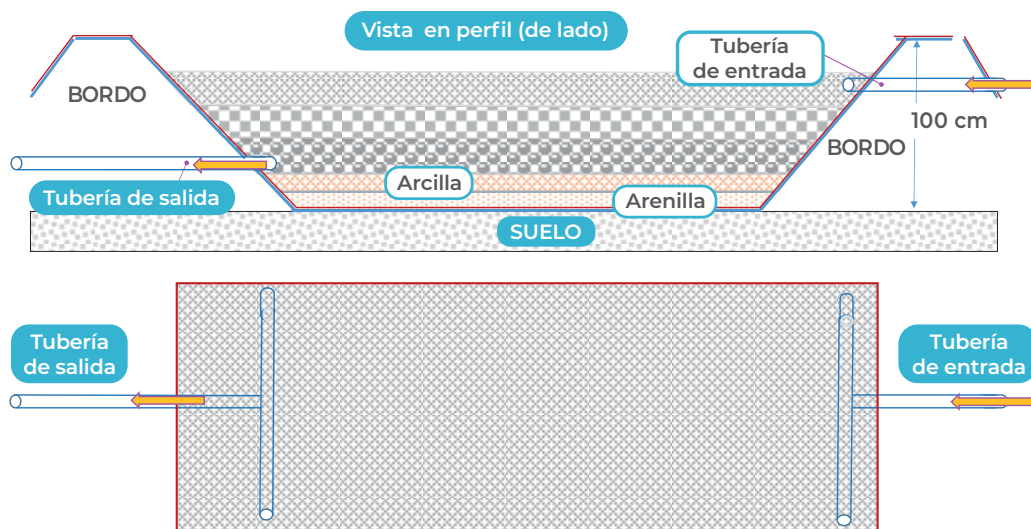 Vista en perfil (de lado)
Tubería
de entrada
BORDO
100 cm
BORDO
Tubería de salida
Arcilla
Arenilla
SUELO
Tubería
de salida
Tubería
de entrada